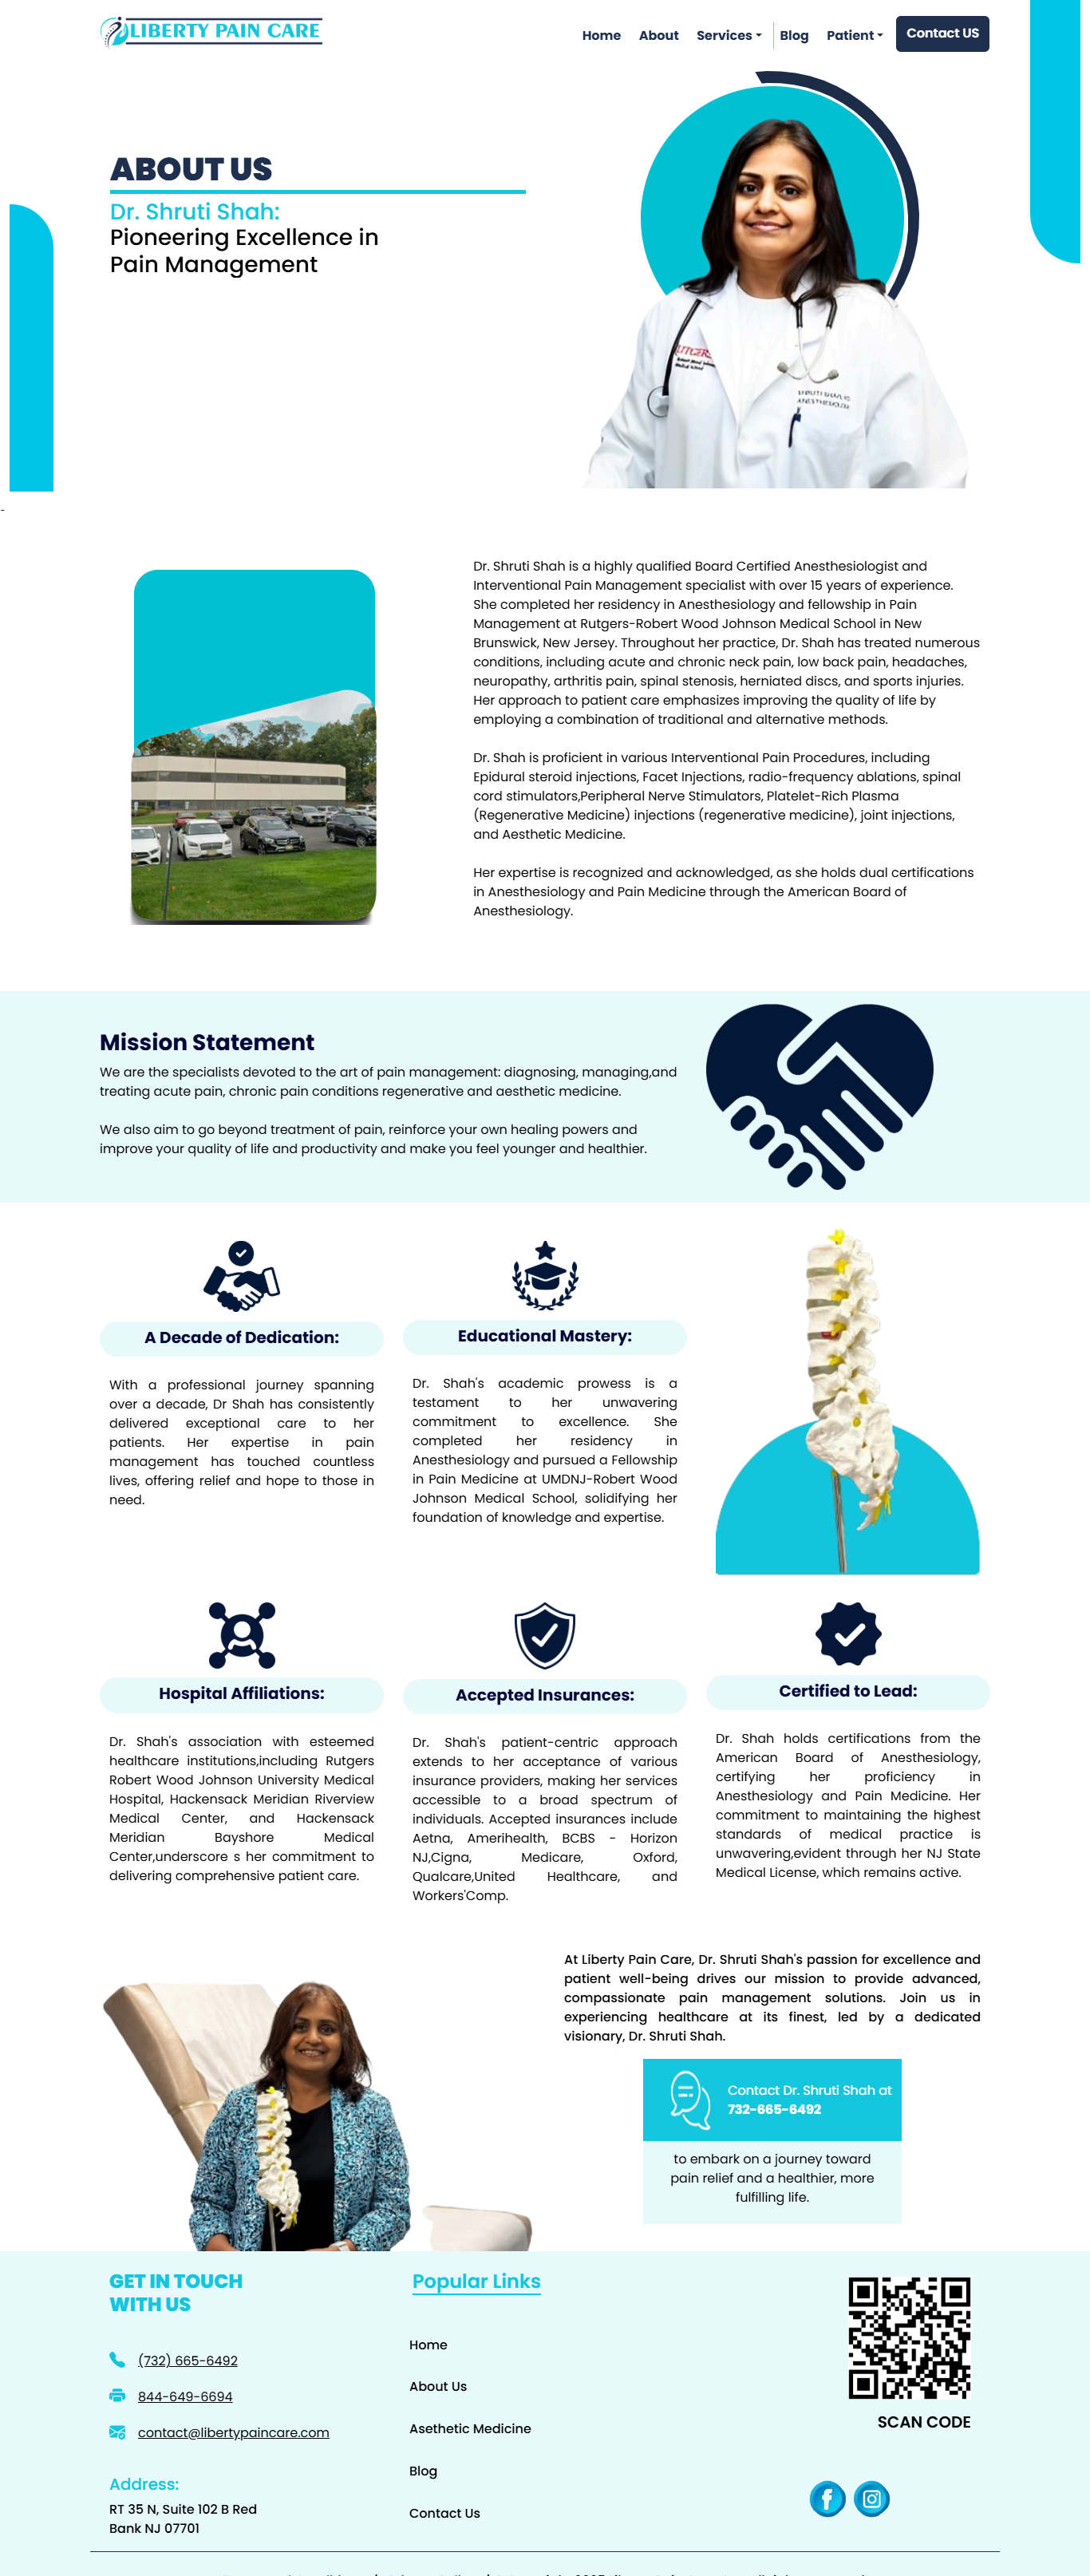 LIBERTY PAIN CARE
Home About Services Blog Patient Contact US
ABOUT US
Dr. Shruti Shah:
Pioneering Excellence in
Pain Management
RUTGERS
-
Dr. Shruti Shah is a highly qualified Board Certified Anesthesiologist and
Interventional Pain Management specialist with over 15 years of experience.
She completed her residency in Anesthesiology and fellowship in Pain
Management at Rutgers-Robert Wood Johnson Medical School in New
Brunswick, New Jersey. Throughout her practice, Dr. Shah has treated numerous
conditions, including acute and chronic neck pain, low back pain, headaches,
neuropathy, arthritis pain, spinal stenosis, herniated discs, and sports injuries.
Her approach to patient care emphasizes improving the quality of life by
employing a combination of traditional and alternative methods.
Dr. Shah is proficient in various Interventional Pain Procedures, including
Epidural steroid injections, Facet Injections, radio-frequency ablations, spinal
cord stimulators,Peripheral Nerve Stimulators, Platelet-Rich Plasma
(Regenerative Medicine) injections (regenerative medicine), joint injections,
and Aesthetic Medicine.
Her expertise is recognized and acknowledged, as she holds dual certifications
in Anesthesiology and Pain Medicine through the American Board of
Anesthesiology.
Mission Statement
We are the specialists devoted to the art of pain management: diagnosing, managing,and
treating acute pain, chronic pain conditions regenerative and aesthetic medicine.
We also aim to go beyond treatment of pain, reinforce your own healing powers and
improve your quality of life and productivity and make you feel younger and healthier.
A Decade of Dedication:
With a professional journey spanning
over a decade, Dr Shah has consistently
delivered exceptional care to her
patients. Her expertise in pain
management has touched countless
lives, offering relief and hope to those in
need.
Educational Mastery:
Dr. Shah's academic prowess is a
testament to her unwavering
commitment to excellence. She
completed her residency in
Anesthesiology and pursued a Fellowship
in Pain Medicine at UMDNJ-Robert Wood
Johnson Medical School, solidifying her
foundation of knowledge and expertise.
Hospital Affiliations:
Dr. Shah's association with esteemed
healthcare institutions,including Rutgers
Robert Wood Johnson University Medical
Hospital, Hackensack Meridian Riverview
Medical Center, and Hackensack
Meridian Bayshore Medical
Center,underscore s her commitment to
delivering comprehensive patient care.
Accepted Insurances:
Dr. Shah's patient-centric approach
extends to her acceptance of various
insurance providers, making her services
accessible to a broad spectrum of
individuals. Accepted insurances include
Aetna, Amerihealth, BCBS - Horizon
NJ,Cigna, Medicare, Oxford,
Qualcare,United Healthcare, and
Workers'Comp.
Certified to Lead:
Dr. Shah holds certifications from the
American Board of Anesthesiology,
certifying her proficiency in
Anesthesiology and Pain Medicine. Her
commitment to maintaining the highest
standards of medical practice is
unwavering,evident through her NJ State
Medical License, which remains active.
At Liberty Pain Care, Dr. Shruti Shah's passion for excellence and
patient well-being drives our mission to provide advanced,
compassionate pain management solutions. Join us in
experiencing healthcare at its finest, led by a dedicated
visionary, Dr. Shruti Shah.
Contact Dr. Shruti Shah at
732-665-6492
to embark on a journey toward
pain relief and a healthier, more
fulfilling life.
GET IN TOUCH
WITH US
(732) 665-6492
844-649-6694
contact@libertypaincare.com
Address:
RT 35 N, Suite 102 B Red
Bank NJ 07701
Popular Links
Home
About Us
Asethetic Medicine
Blog
Contact Us
SCAN CODE